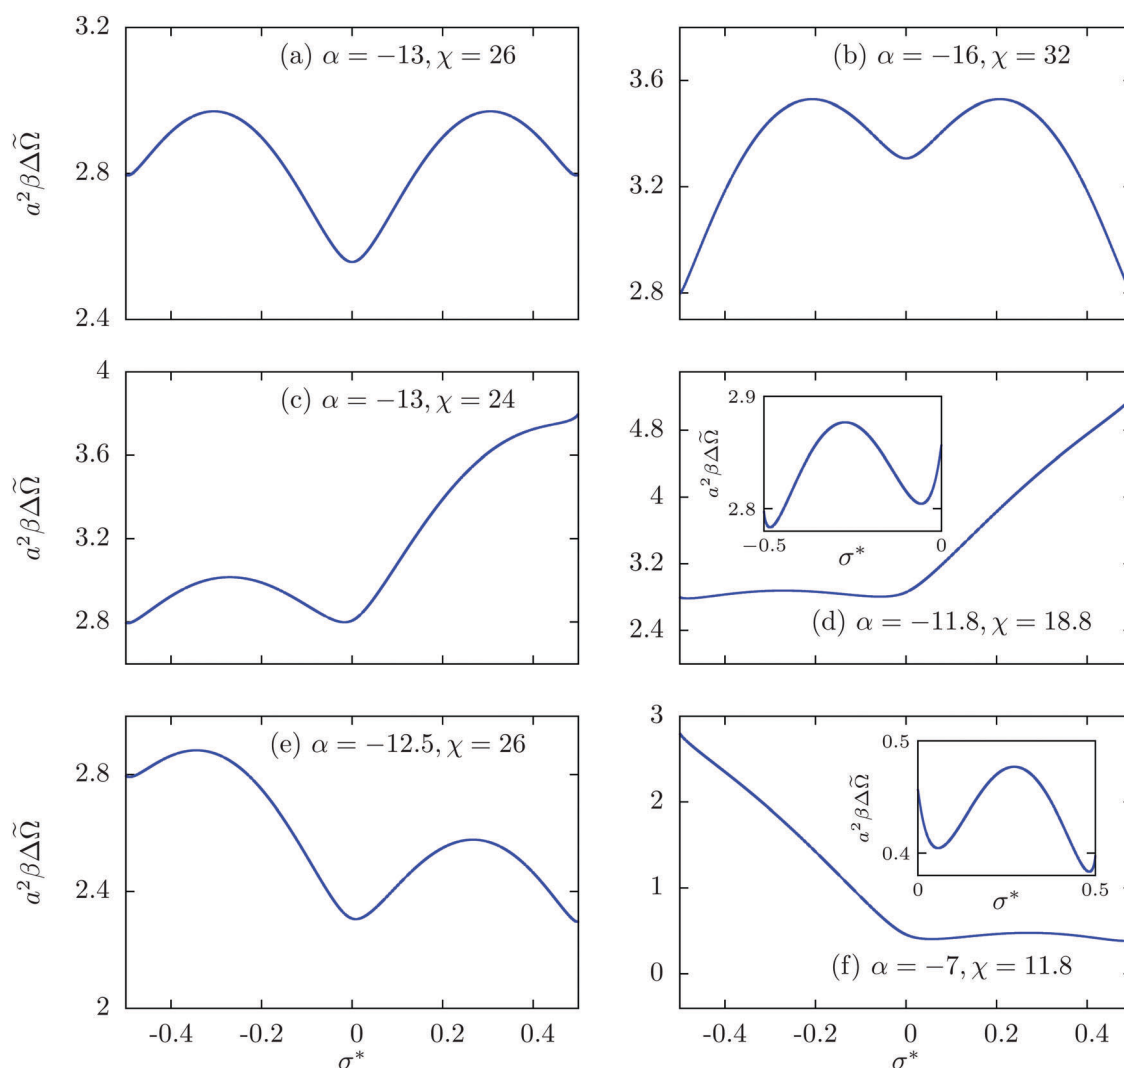 3.2
2.8
2.4
a²βΔΩ̃
(a) α = −13, χ = 26
3.6
3.2
2.8
(b) α = −16, χ = 32
4
3.6
3.2
2.8
a²βΔΩ̃
(c) α = −13, χ = 24
4.8
4
3.2
2.4
2.9
2.8
a²βΔΩ̃
−0.5
0
σ*
(d) α = −11.8, χ = 18.8
2.8
2.4
2
a²βΔΩ̃
(e) α = −12.5, χ = 26
-0.4
-0.2
0
0.2
0.4
σ*
3
2
1
0
0.5
0.4
a²βΔΩ̃
0
0.5
σ*
(f) α = −7, χ = 11.8
-0.4
-0.2
0
0.2
0.4
σ*